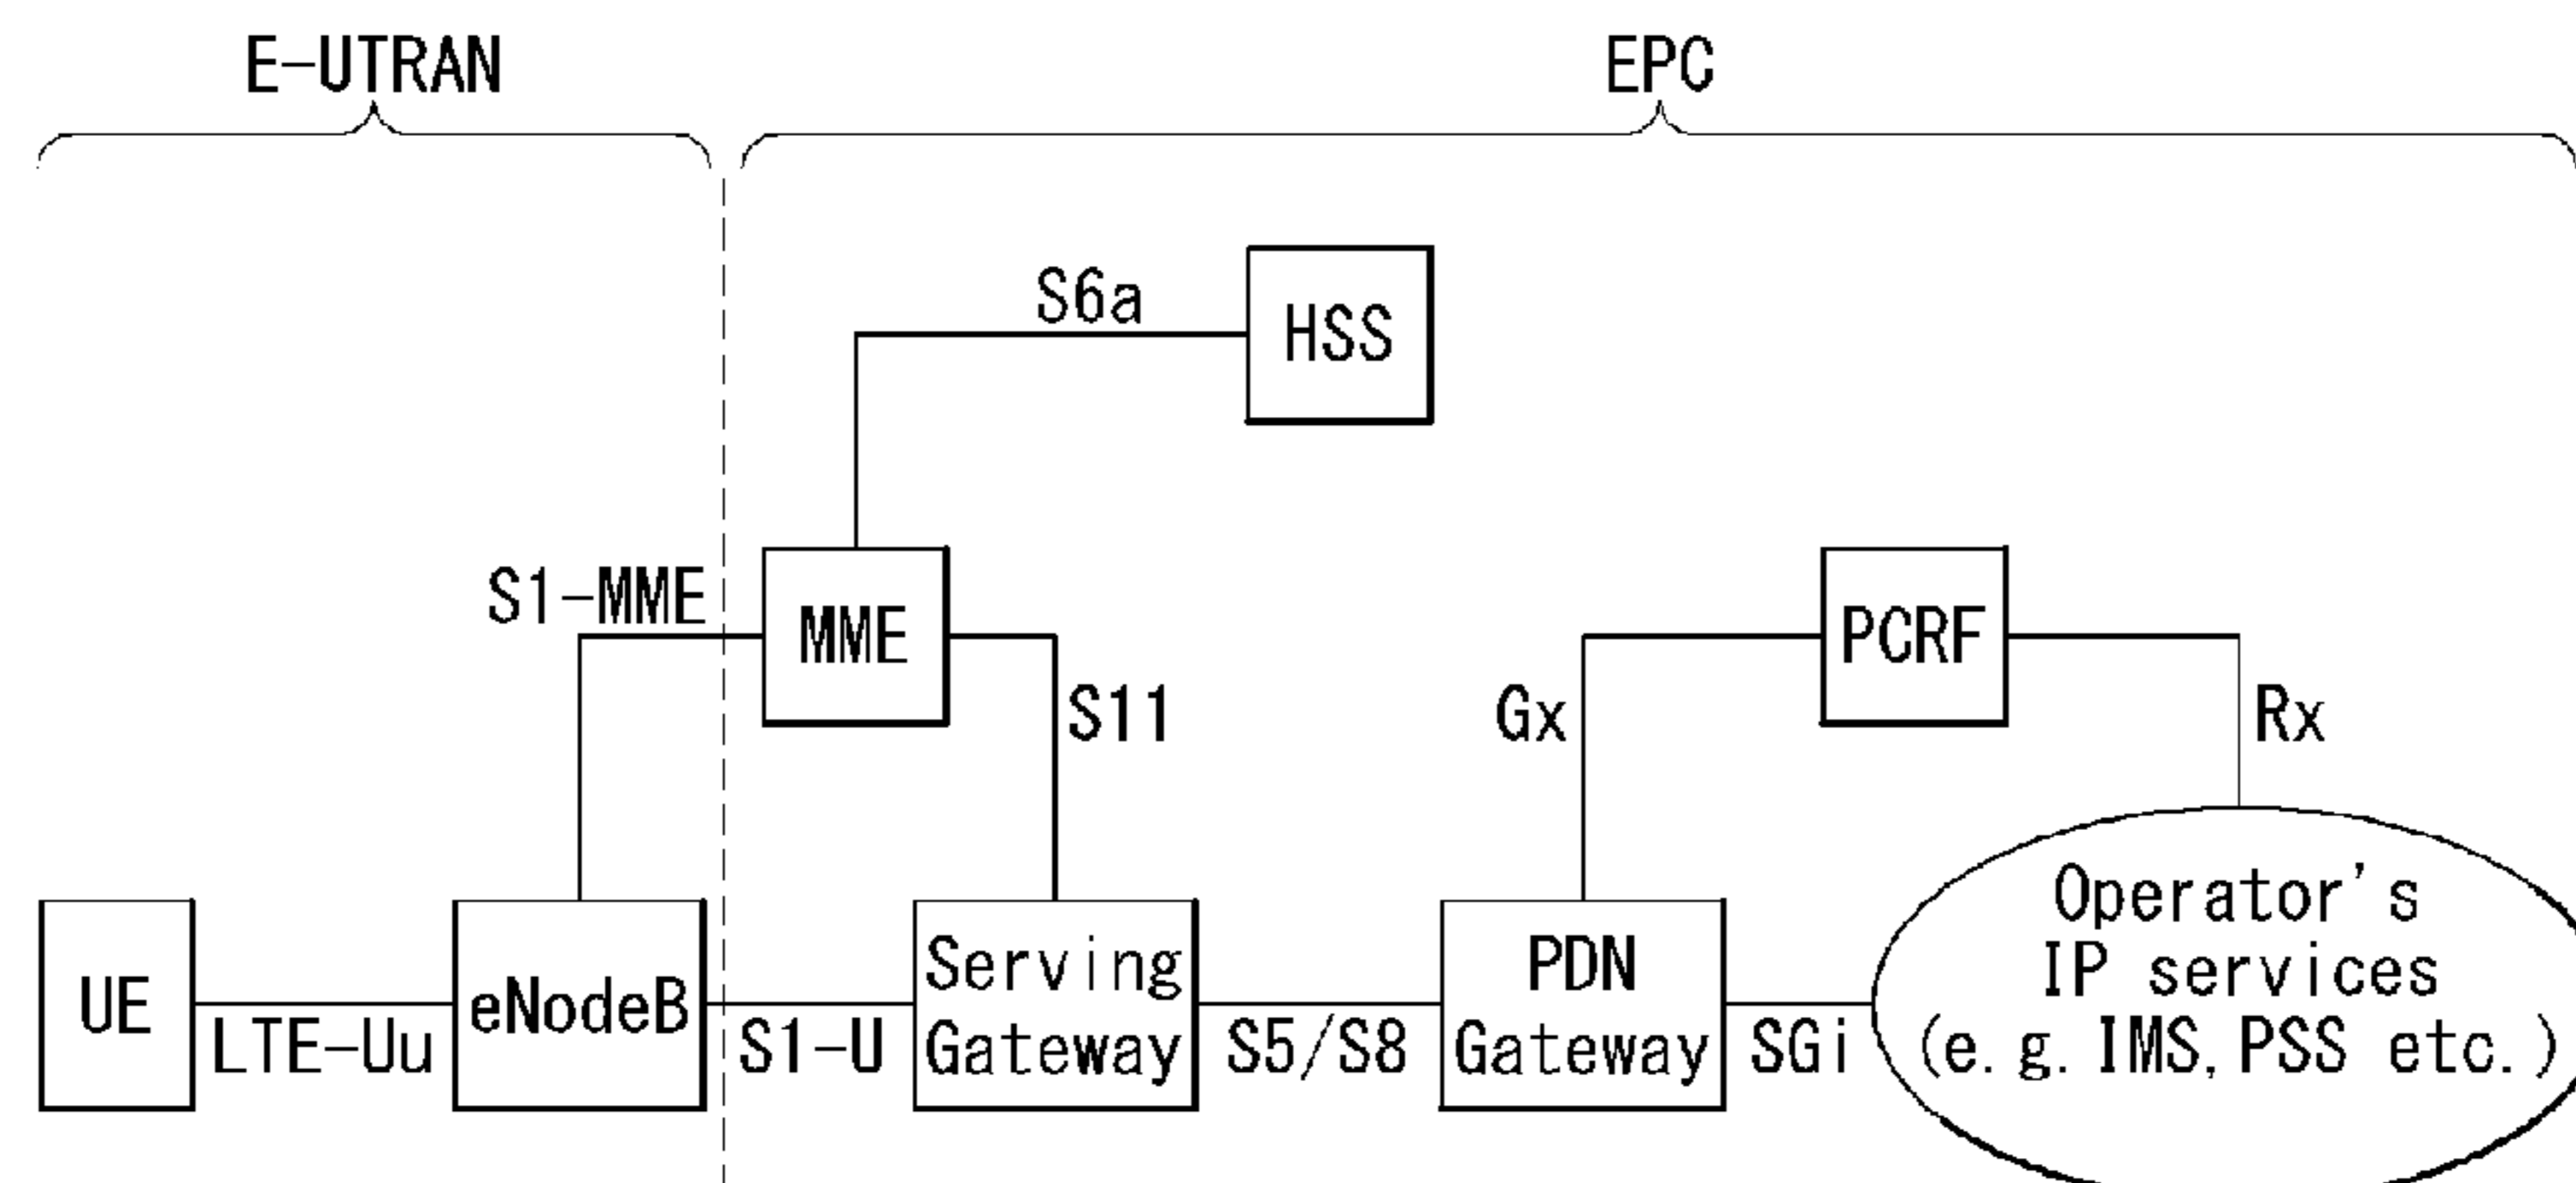 E-UTRAN
EPC
S6a
HSS
S1-MME
MME
S11
Gx
PCRF
Rx
UE
LTE-Uu
eNodeB
S1-U
Serving
Gateway
S5/S8
PDN
Gateway
SGi
Operator's
IP services
(e.g. IMS, PSS etc.)